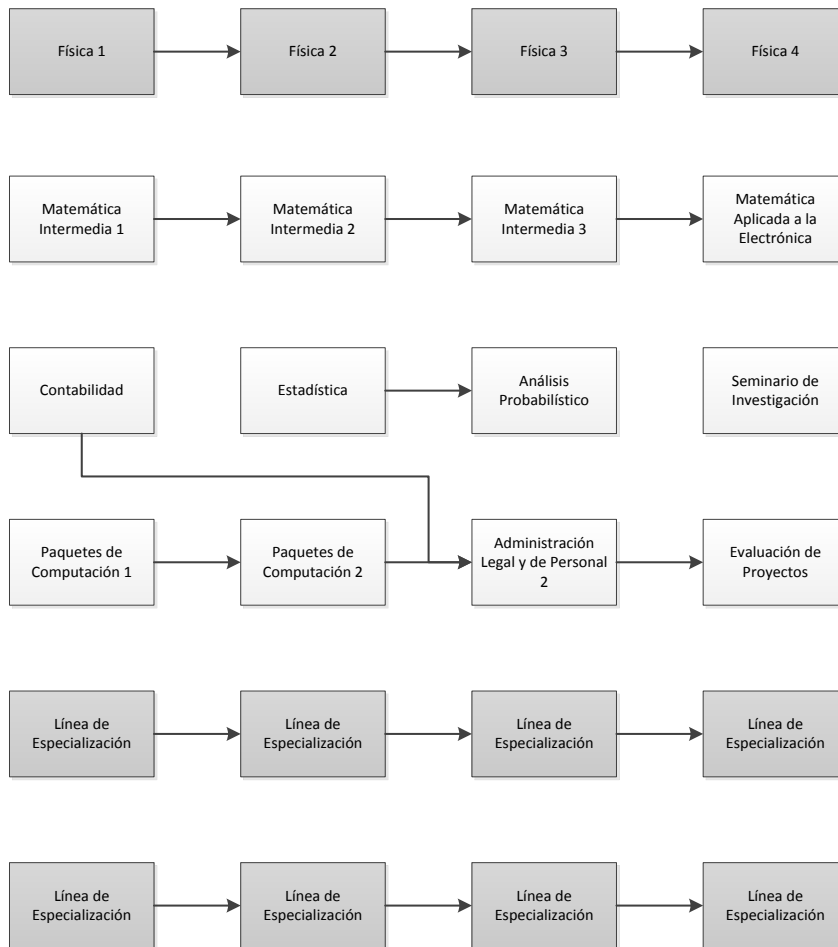 Física 1
Física 2
Física 3
Física 4
Matemática
Intermedia 1
Matemática
Intermedia 2
Matemática
Intermedia 3
Matemática
Aplicada a la
Electrónica
Contabilidad
Estadística
Análisis
Probabilístico
Seminario de
Investigación
Paquetes de
Computación 1
Paquetes de
Computación 2
Administración
Legal y de Personal
2
Evaluación de
Proyectos
Línea de
Especialización
Línea de
Especialización
Línea de
Especialización
Línea de
Especialización
Línea de
Especialización
Línea de
Especialización
Línea de
Especialización
Línea de
Especialización